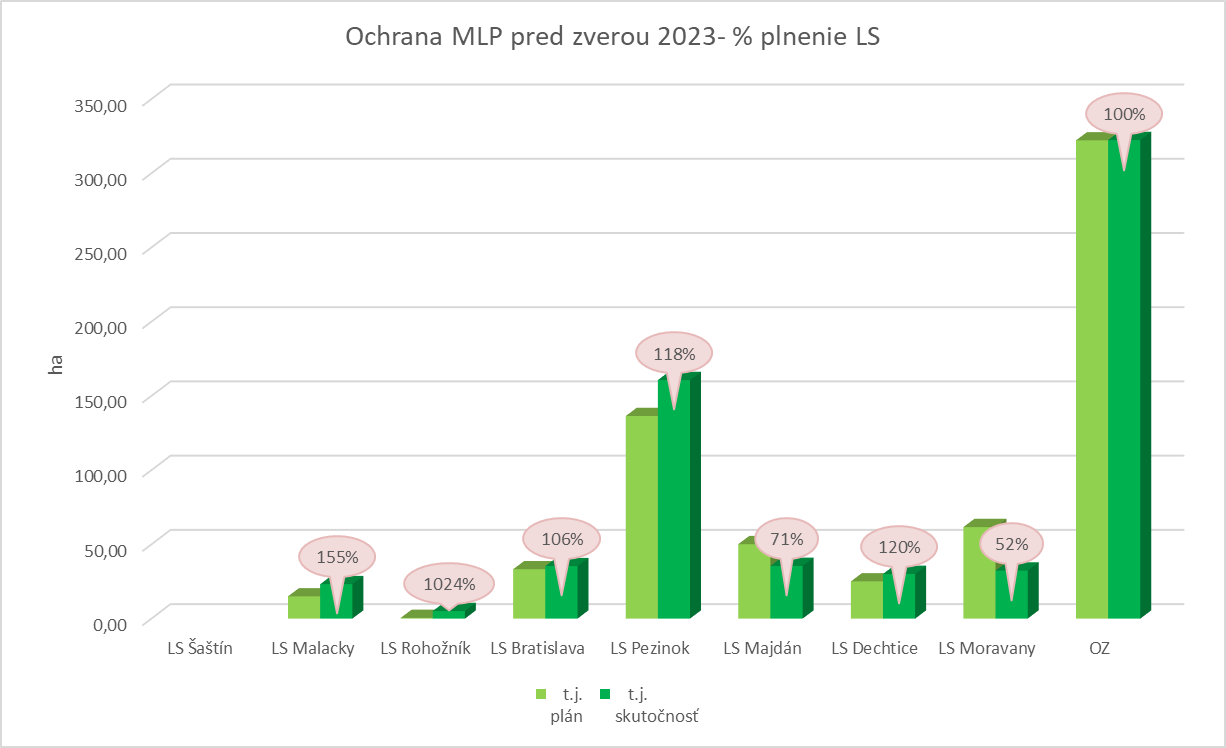 Ochrana MLP pred zverou 2023- % plnenie LS
350,00
300,00
250,00
200,00
150,00
100,00
50,00
0,00
ha
155%
1024%
106%
118%
71%
120%
52%
100%
LS Šaštín
LS Malacky
LS Rohožník
LS Bratislava
LS Pezinok
LS Majdán
LS Dechtice
LS Moravany
OZ
t.j.
plán
t.j.
skutočnosť